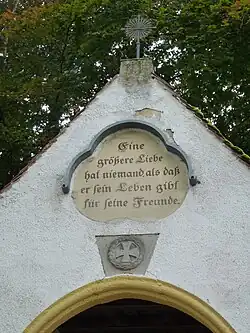 Eine
größere Liebe
hat niemand, als daß
er sein Leben gibt
für seine Freunde.